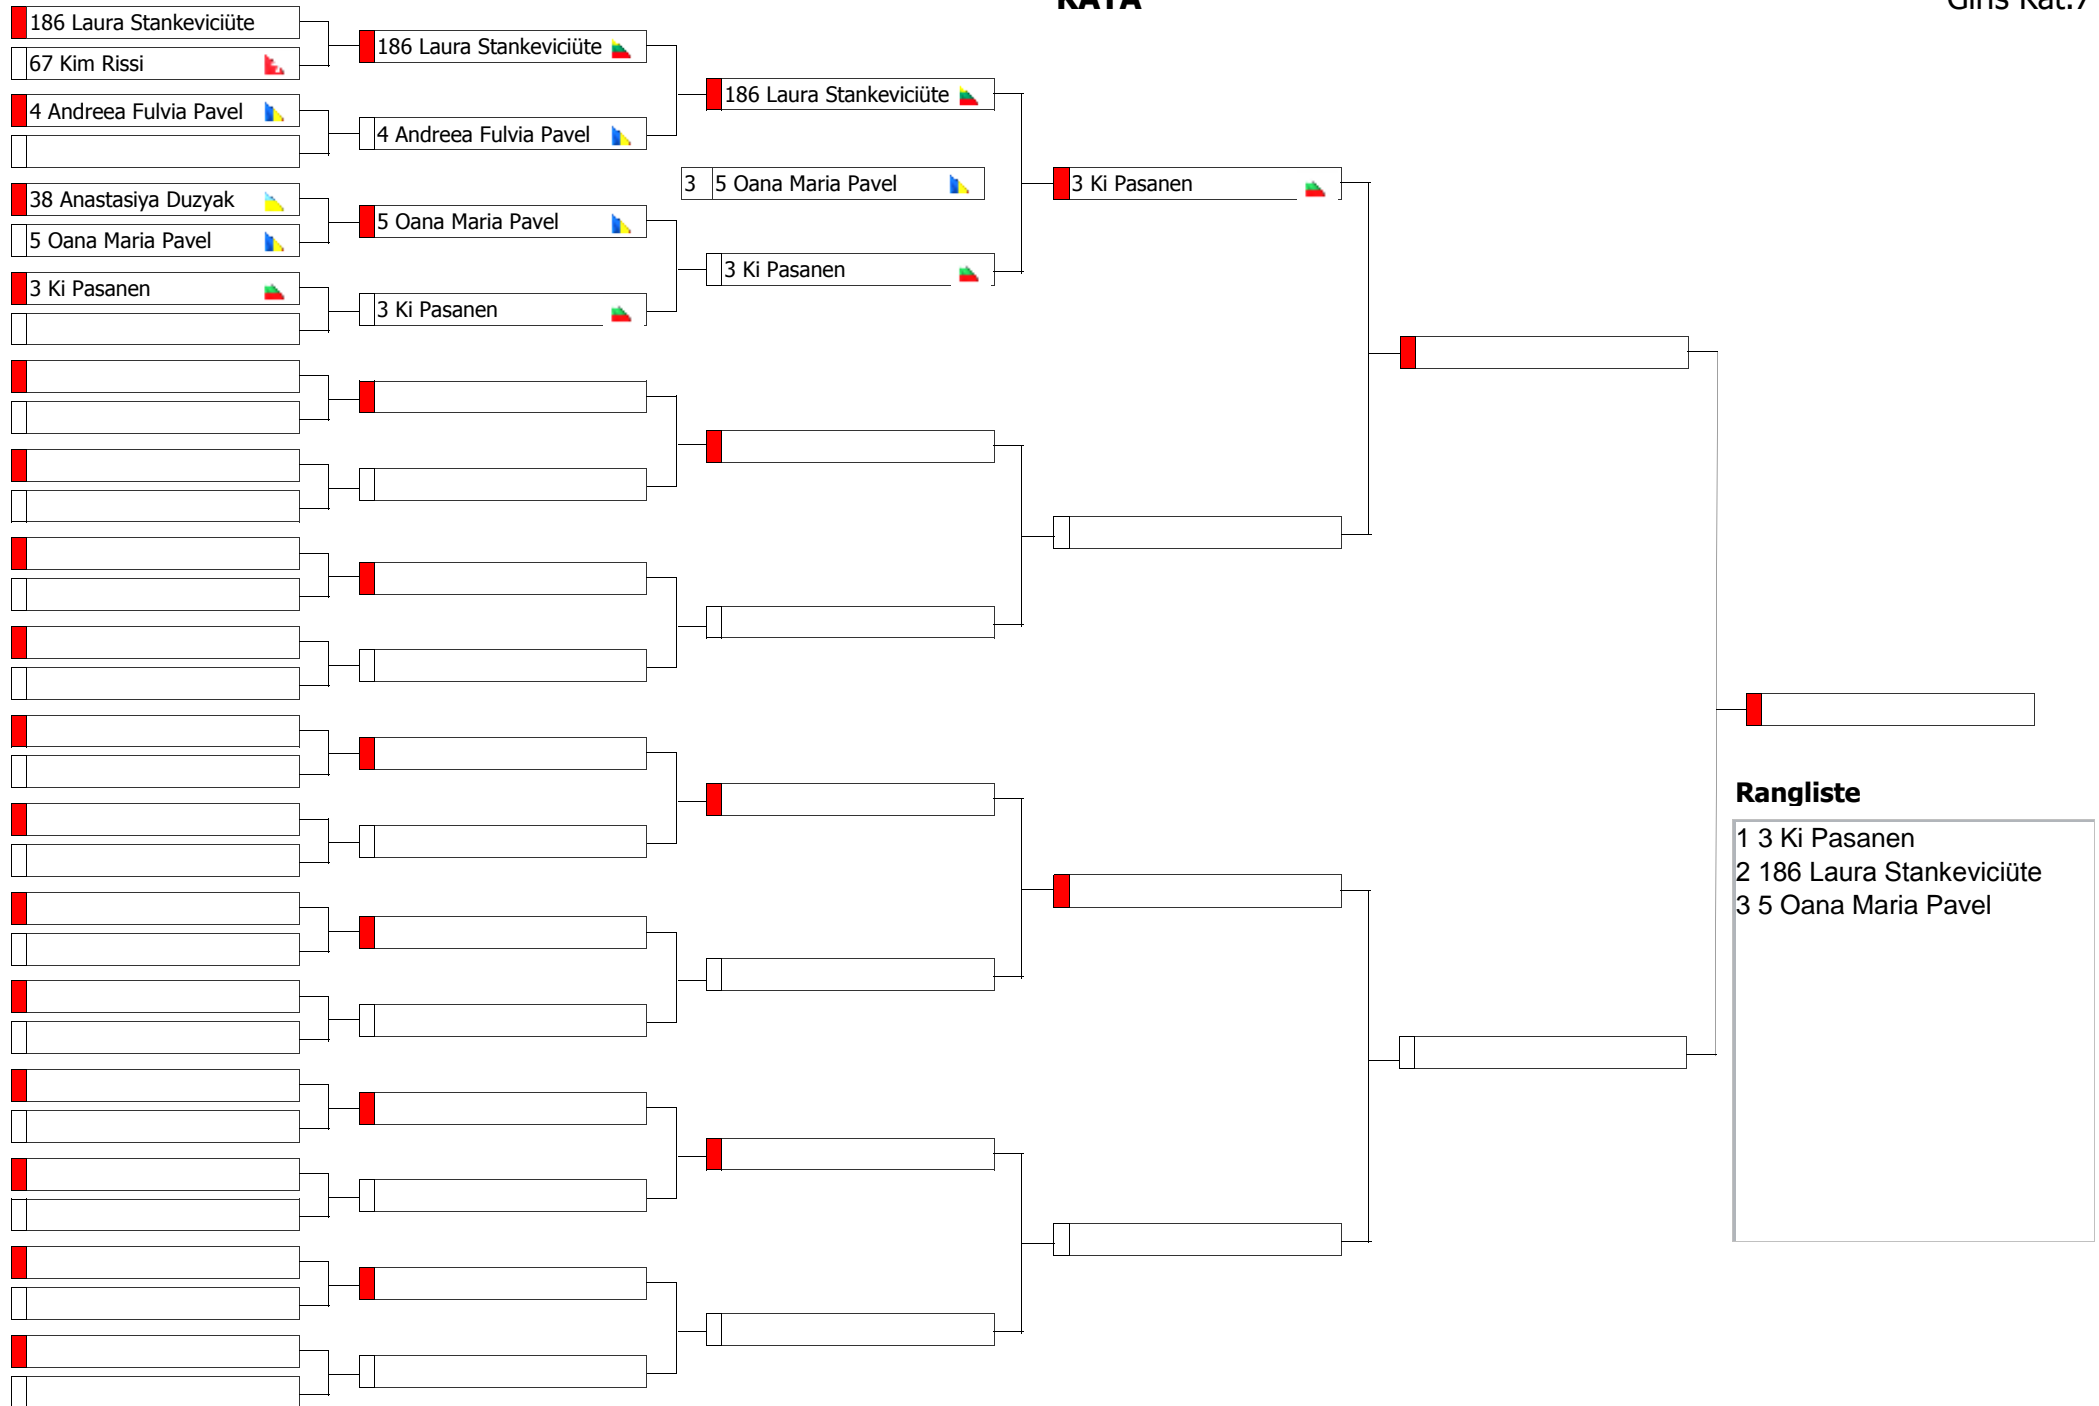 KATA
Girls Kat.7
186 Laura Stankeviciüte
67 Kim Rissi
4 Andreea Fulvia Pavel
38 Anastasiya Duzyak
5 Oana Maria Pavel
3 Ki Pasanen
186 Laura Stankeviciüte
4 Andreea Fulvia Pavel
5 Oana Maria Pavel
3 Ki Pasanen
186 Laura Stankeviciüte
3 5 Oana Maria Pavel
3 Ki Pasanen
3 Ki Pasanen
Rangliste
1 3 Ki Pasanen
2 186 Laura Stankeviciüte
3 5 Oana Maria Pavel